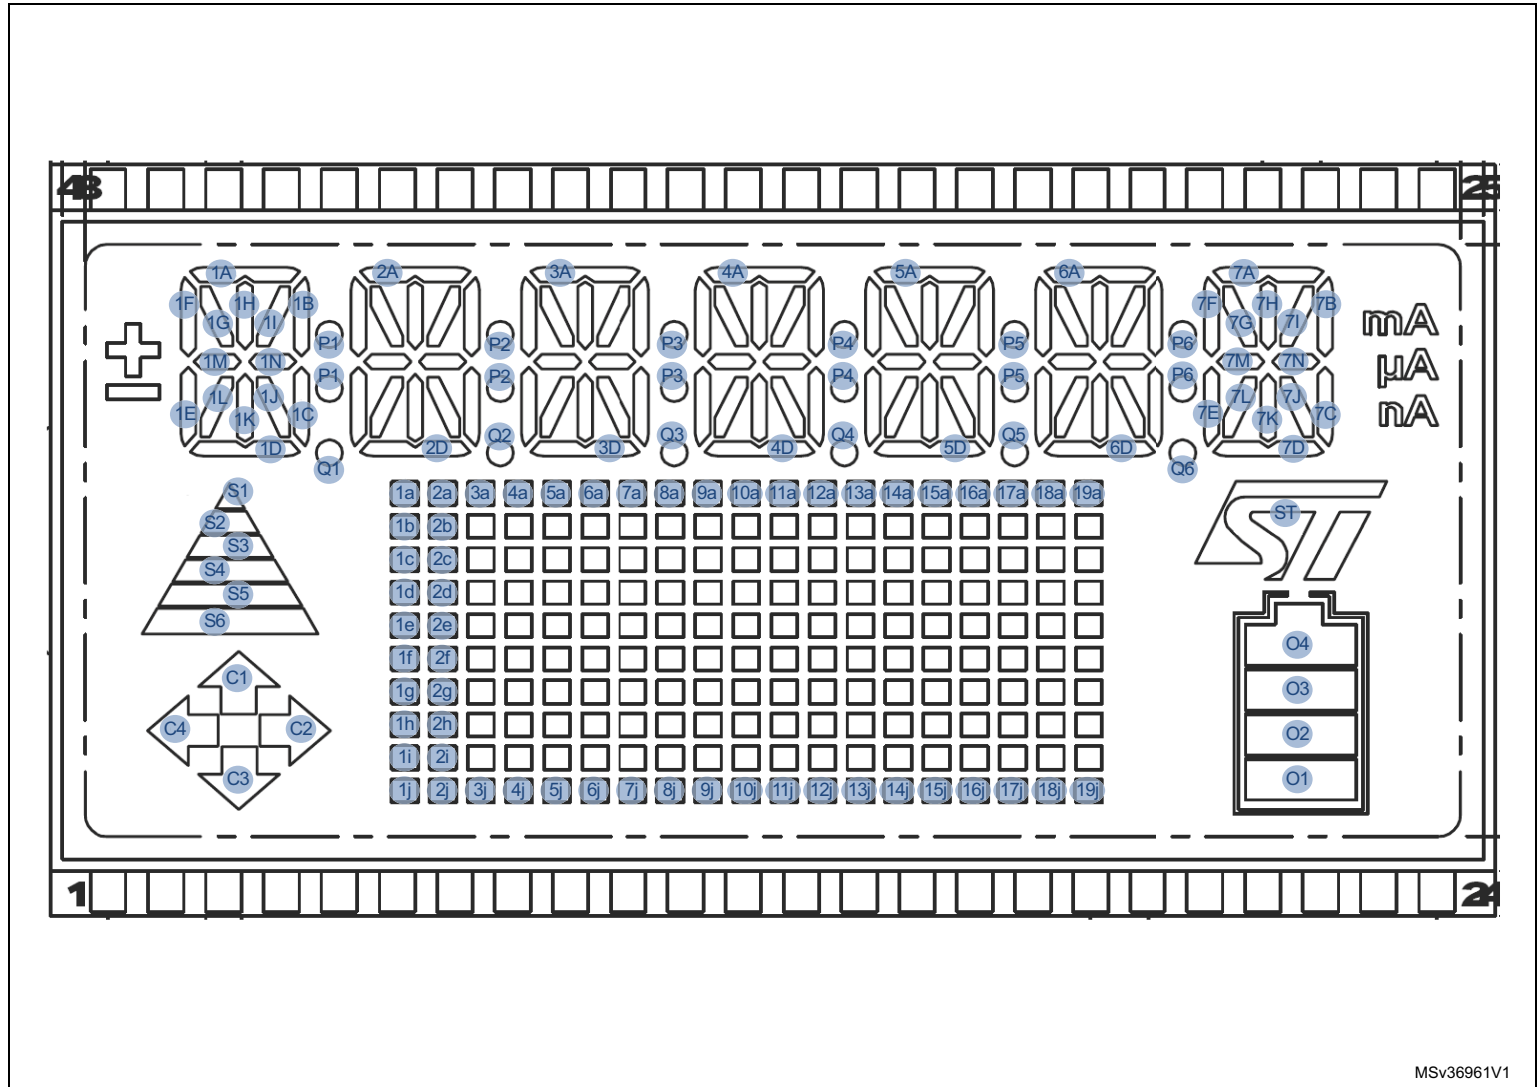 48 25
1A 2A 3A 4A 5A 6A 7A
1F 1H 1B 7F 7H 7B
1G 1I 7G 7I mA
P1 P2 P3 P4 P5 P6
1M 1N 7M 7N µA
P1 P2 P3 P4 P5 P6
1L 1J 7L 7J
1E 1K 1C 7E 7K 7C nA
Q2 Q3 Q4 Q5
1D 2D 3D 4D 5D 6D 7D
Q1 Q6
S1 1a 2a 3a 4a 5a 6a 7a 8a 9a 10a 11a 12a 13a 14a 15a 16a 17a 18a 19a
ST
S2 1b 2b
S3 1c 2c
S4 1d 2d
S5 1e 2e
S6
1f 2f O4
C1 1g 2g O3
C4 C2 1h 2h O2
1i 2i
C3 1j 2j 3j 4j 5j 6j 7j 8j 9j 10j 11j 12j 13j 14j 15j 16j 17j 18j 19j O1
1 24
MSv36961V1